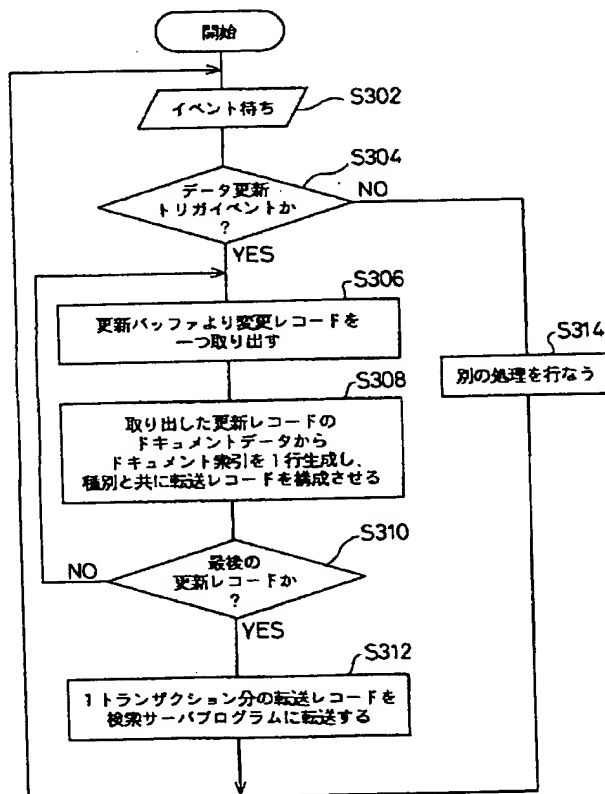 開始
イベント待ち
S302
S304
データ更新
トリガイベントか
?
NO
YES
S306
更新バッファより変更レコードを
一つ取り出す
S314
別の処理を行なう
S308
取り出した更新レコードの
ドキュメントデータから
ドキュメント索引を1行生成し、
種別と共に転送レコードを構成させる
S310
最後の
更新レコードか
?
NO
YES
S312
1トランザクション分の転送レコードを
検索サーバプログラムに転送する